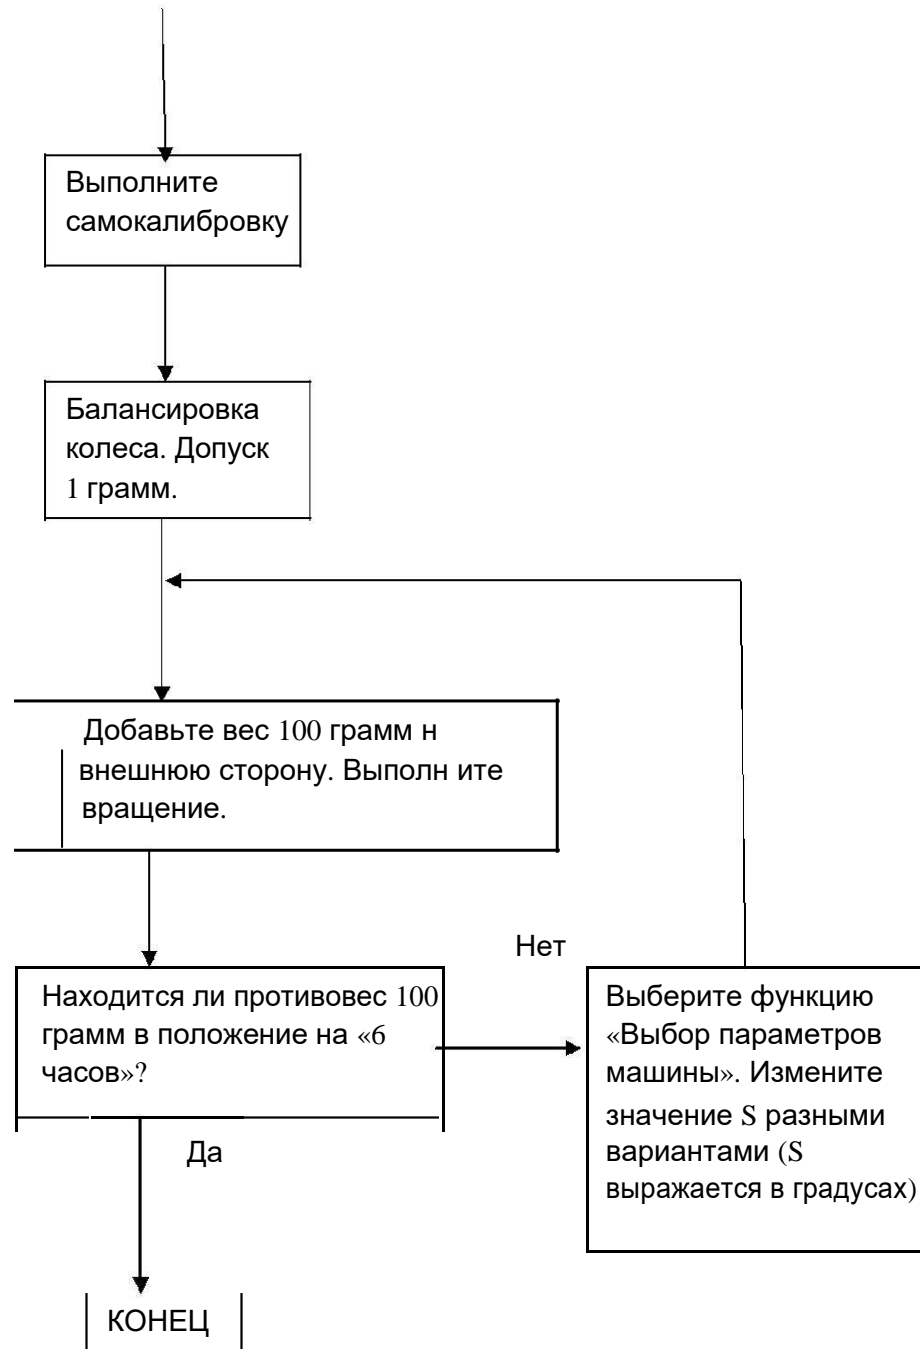 Выполните
самокалибровку
Балансировка
колеса. Допуск
1 грамм.
Добавьте вес 100 грамм н
внешнюю сторону. Выполн ите
вращение.
Нет
Находится ли противовес 100
грамм в положение на «6
часов»?
Выберите функцию
«Выбор параметров
машины». Измените
значение S разными
вариантами (S
выражается в градусах)
Да
КОНЕЦ